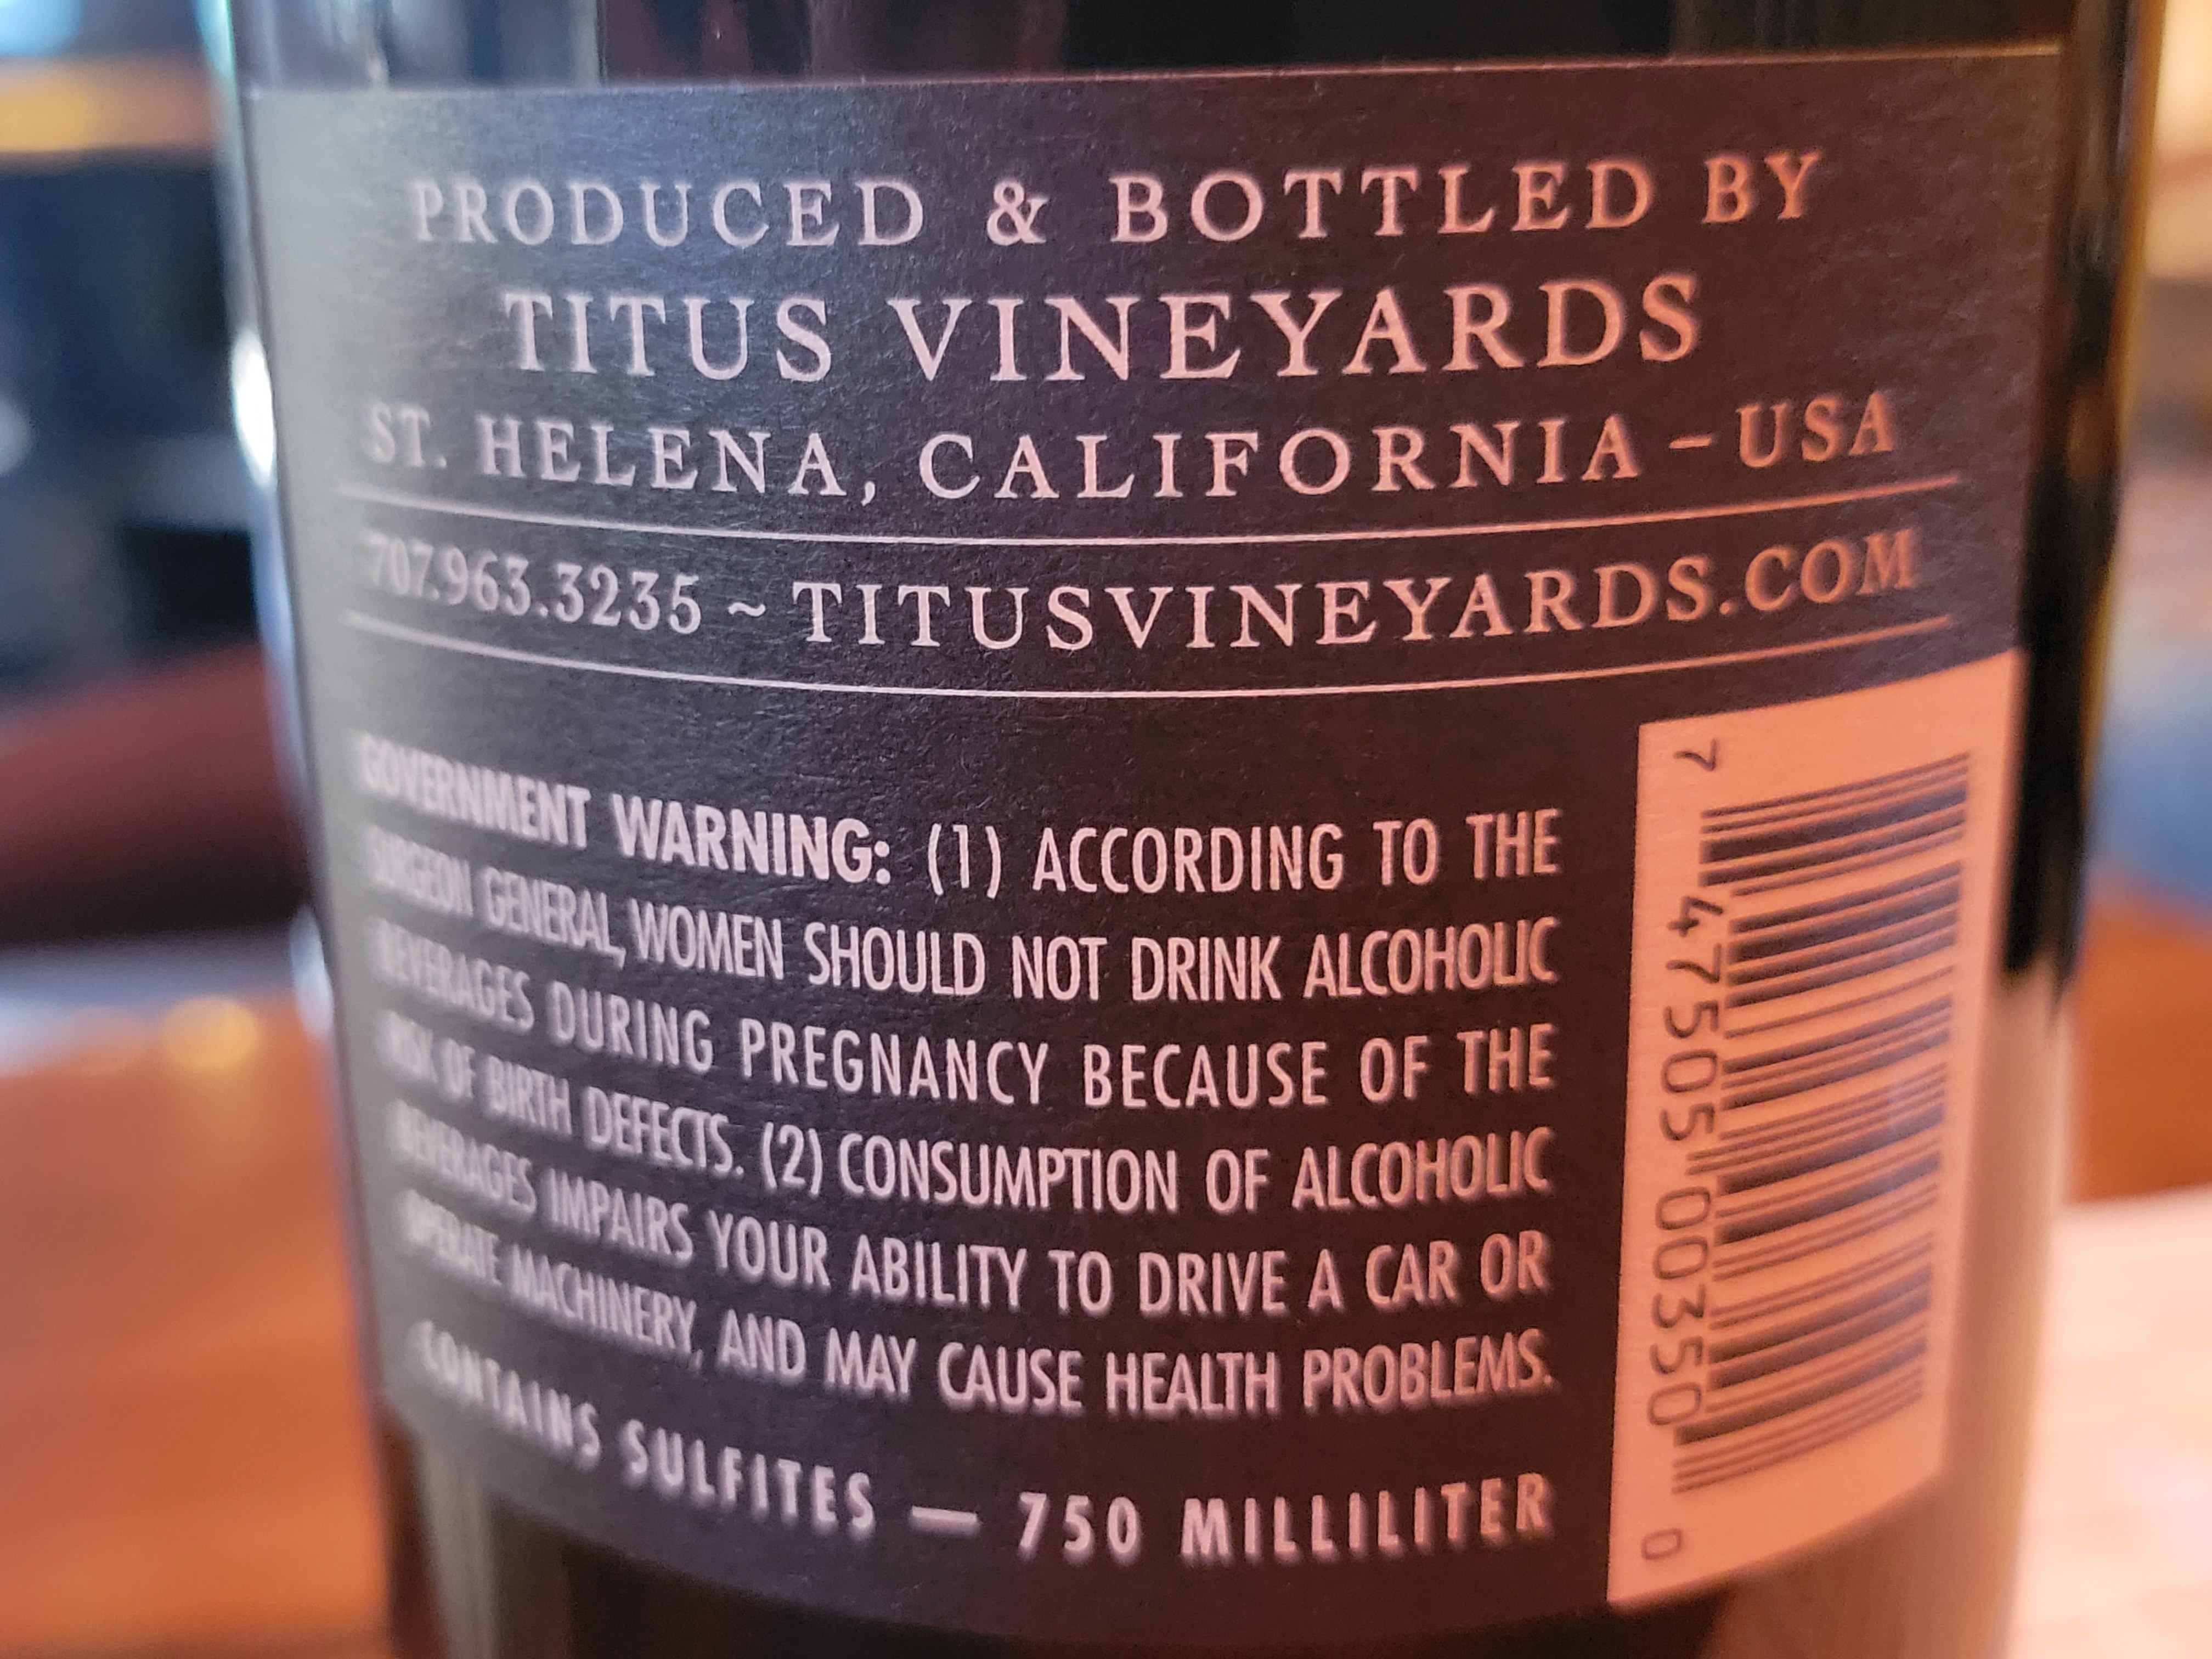 PRODUCED & BOTTLED BY
TITUS VINEYARDS
ST. HELENA, CALIFORNIA – USA
707.963.3235 ~ TITUSVINEYARDS.COM
GOVERNMENT WARNING: (1) ACCORDING TO THE
SURGEON GENERAL, WOMEN SHOULD NOT DRINK ALCOHOLIC
BEVERAGES DURING PREGNANCY BECAUSE OF THE
RISK OF BIRTH DEFECTS. (2) CONSUMPTION OF ALCOHOLIC
BEVERAGES IMPAIRS YOUR ABILITY TO DRIVE A CAR OR
OPERATE MACHINERY, AND MAY CAUSE HEALTH PROBLEMS.
CONTAINS SULFITES — 750 MILLILITER
7 47505 00350 0